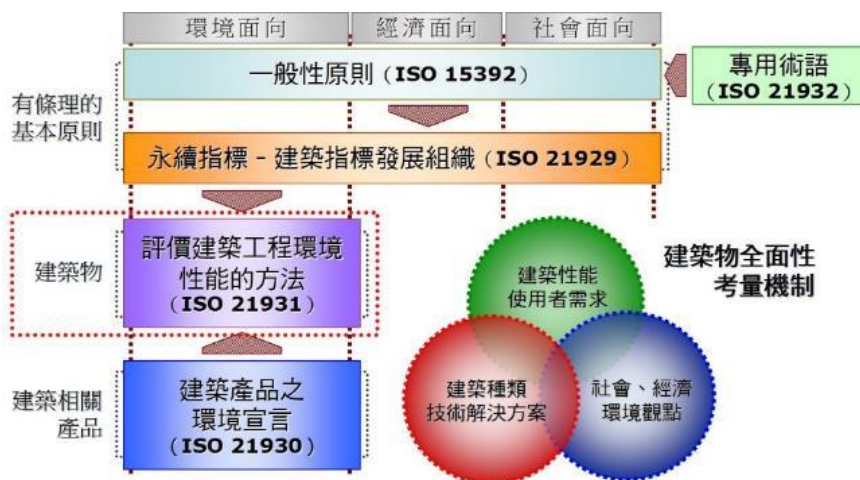 環境面向
經濟面向
社會面向
一般性原則(ISO 15392)
專用術語
(ISO 21932)
有條理的
基本原則
永續指標－建築指標發展組織(ISO 21929)
建築物
評價建築工程環境
性能的方法
(ISO 21931)
建築性能
使用者需求
建築物全面性
考量機制
建築相關
產品
建築產品之
環境宣言
(ISO 21930)
建築種類
技術解決方案
社會、經濟
環境觀點